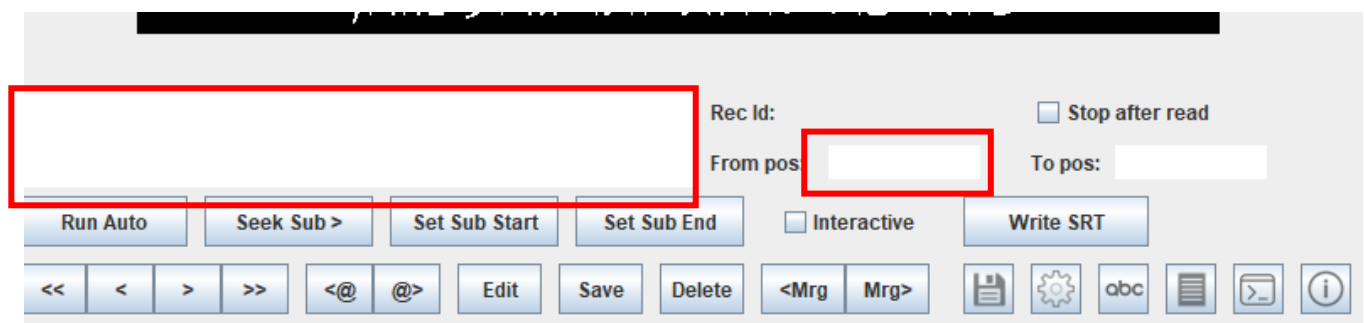 Rec Id:
Stop after read
From pos:
To pos:
Run Auto
Seek Sub >
Set Sub Start
Set Sub End
Interactive
Write SRT
<<
<
>
>>
<@
@>
Edit
Save
Delete
<Mrg
Mrg>
abc
>_
i